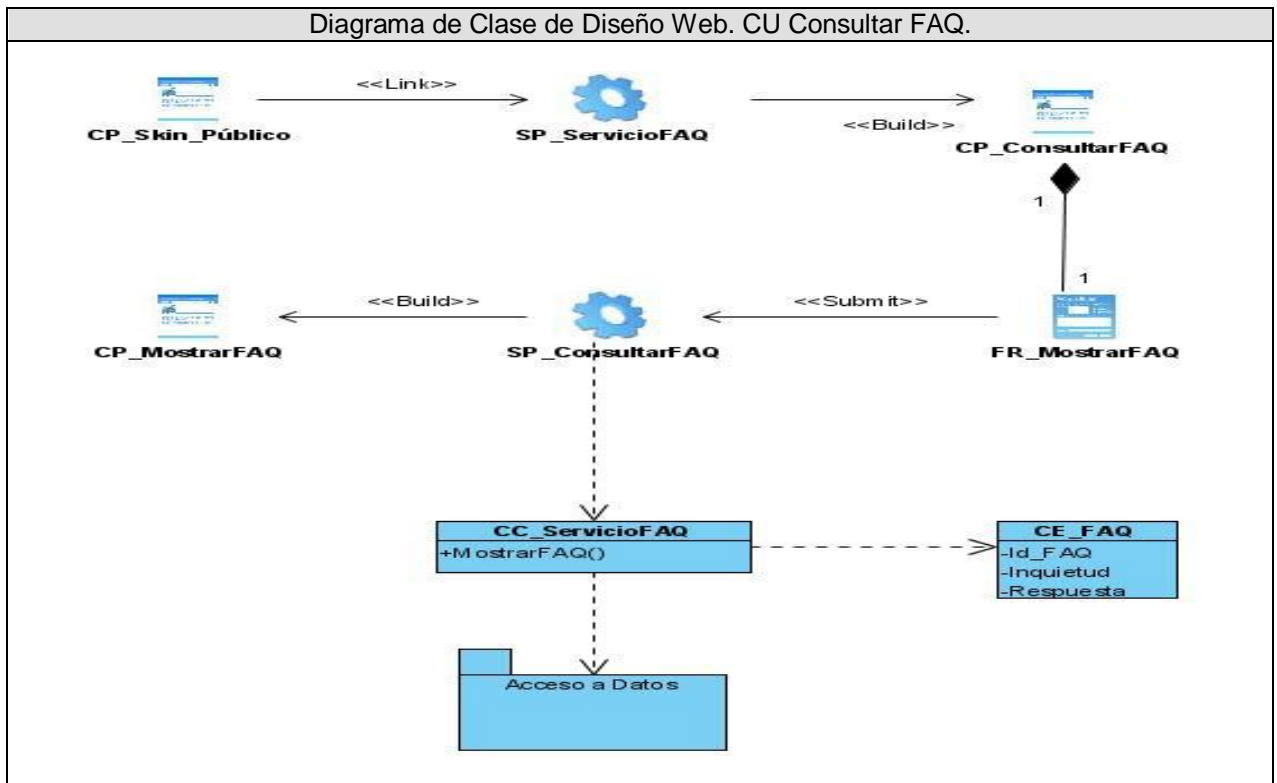 Diagrama de Clase de Diseño Web. CU Consultar FAQ.
<<Link>>
<<Build>>
CP_Skin_Público
SP_ServicioFAQ
CP_ConsultarFAQ
1
1
<<Build>>
<<Submit>>
CP_MostrarFAQ
SP_ConsultarFAQ
FR_MostrarFAQ
CC_ServicioFAQ
+MostrarFAQ()
CE_FAQ
-Id_FAQ
-Inquietud
-Respuesta
Acceso a Datos